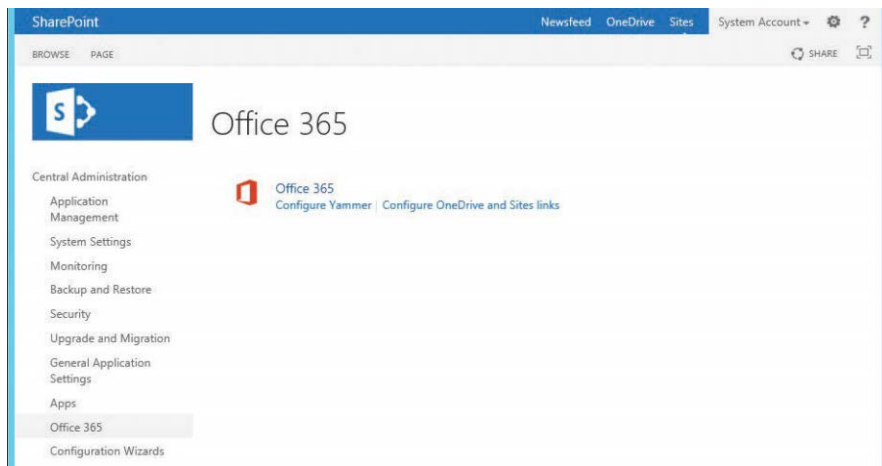 SharePoint Newsfeed OneDrive Sites System Account ?
BROWSE PAGE SHARE
S
Office 365
Central Administration
Application
Management
System Settings
Monitoring
Backup and Restore
Security
Upgrade and Migration
General Application
Settings
Apps
Office 365
Configuration Wizards
Office 365
Configure Yammer | Configure OneDrive and Sites links